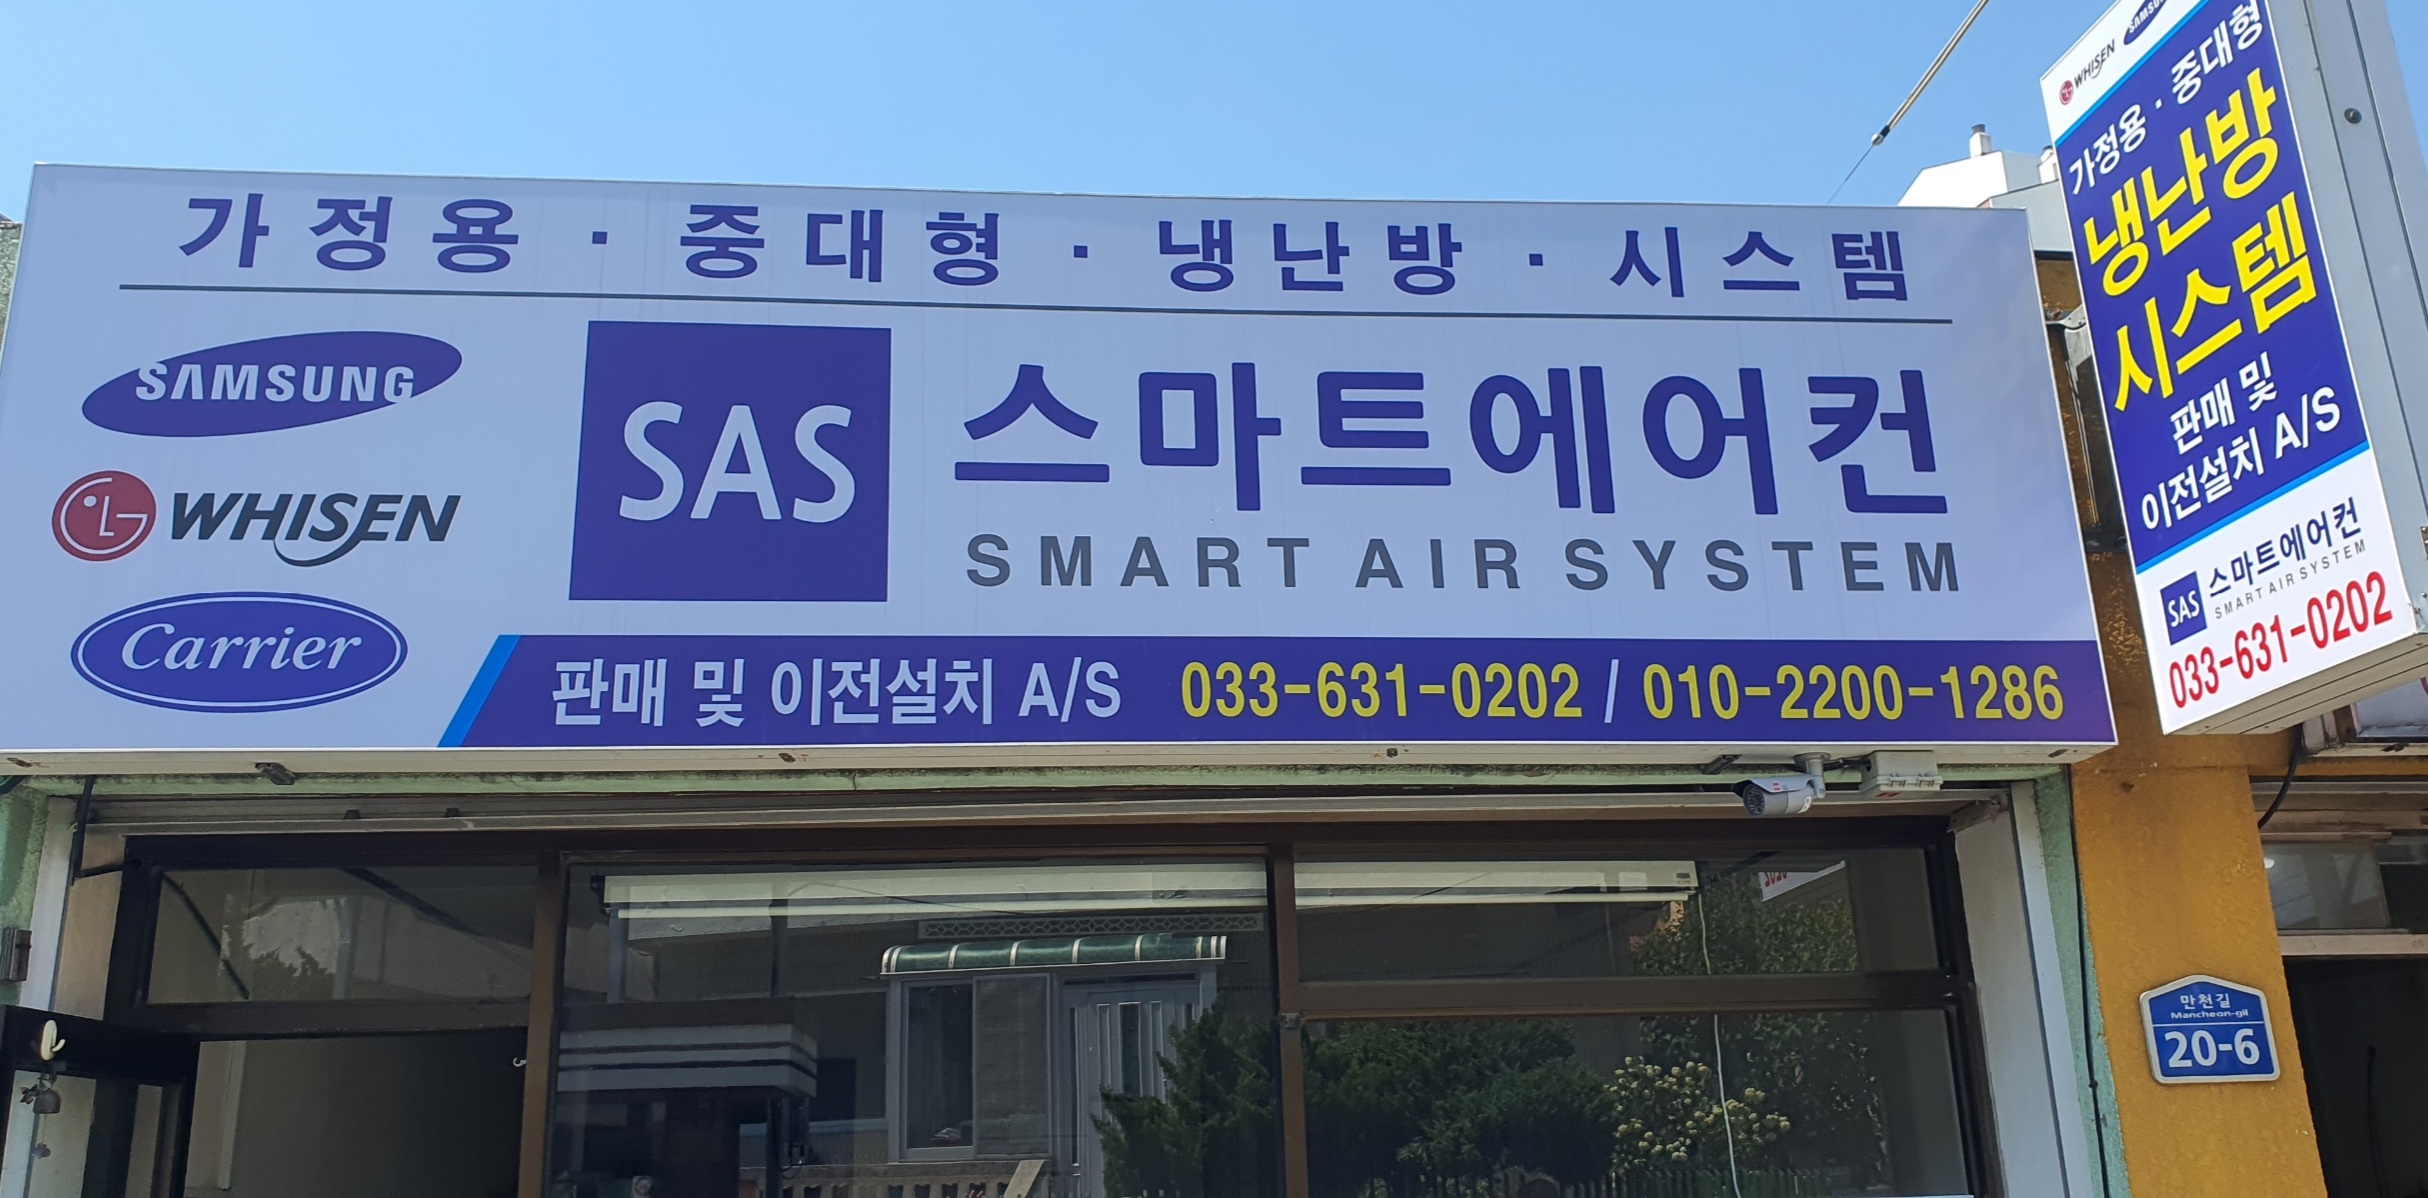 가정용 · 중대형 · 냉난방 · 시스템
SAMSUNG
LG WHISEN
Carrier
SAS
스마트에어컨
SMART AIR SYSTEM
판매 및 이전설치 A/S 033-631-0202 / 010-2200-1286
LG WHISEN SAMSUNG
가정용 · 중대형
냉난방
시스템
판매 및
이전설치 A/S
SAS 스마트에어컨
SMART AIR SYSTEM
033-631-0202
만천길
Mancheon-gil
20-6